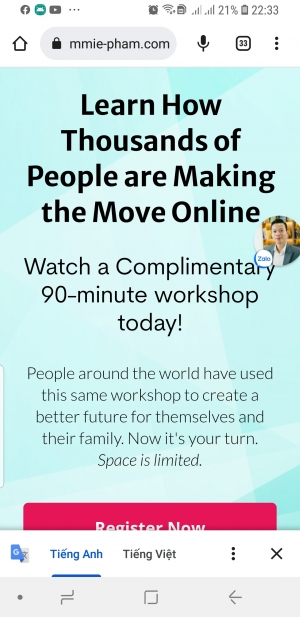 21% 22:33
mmie-pham.com
33
Learn How
Thousands of
People are Making
the Move Online
Zalo
Watch a Complimentary
90-minute workshop
today!
People around the world have used
this same workshop to create a
better future for themselves and
their family. Now it's your turn.
Space is limited.
Register Now
Tiếng Anh Tiếng Việt